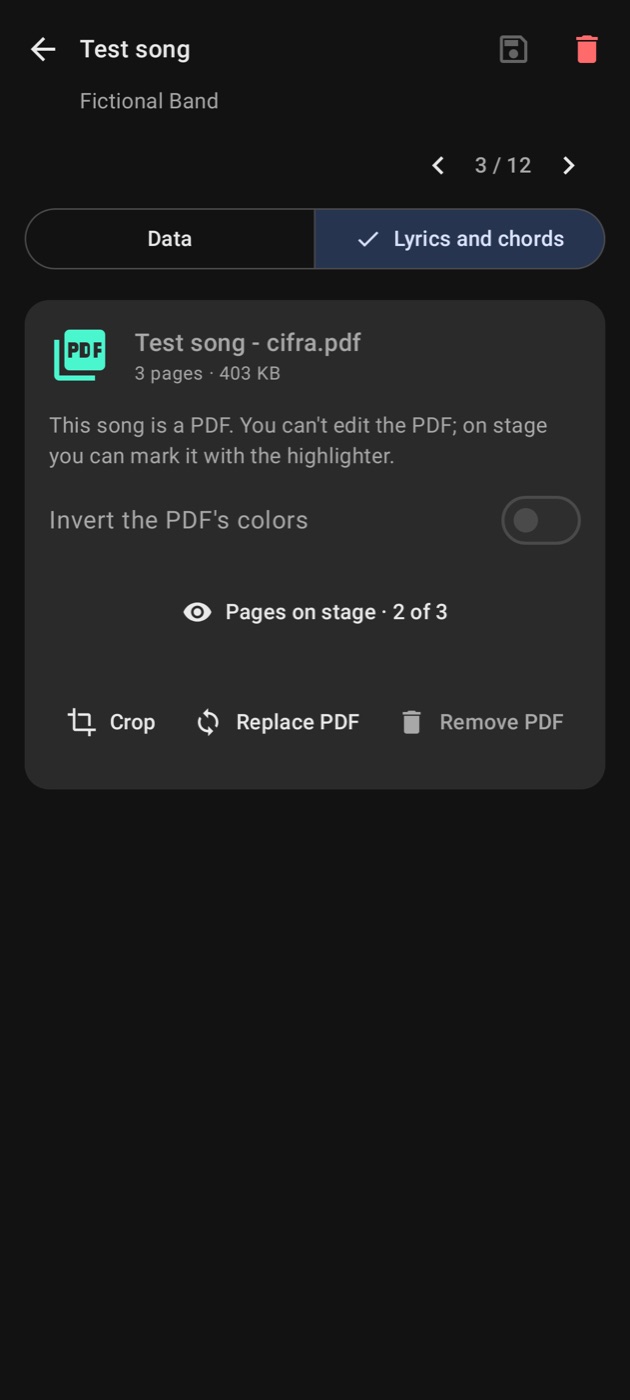 Test song
Fictional Band
3 / 12
Data
Lyrics and chords
PDF
Test song - cifra.pdf
3 pages · 403 KB
This song is a PDF. You can't edit the PDF; on stage
you can mark it with the highlighter.
Invert the PDF's colors
Pages on stage · 2 of 3
Crop
Replace PDF
Remove PDF